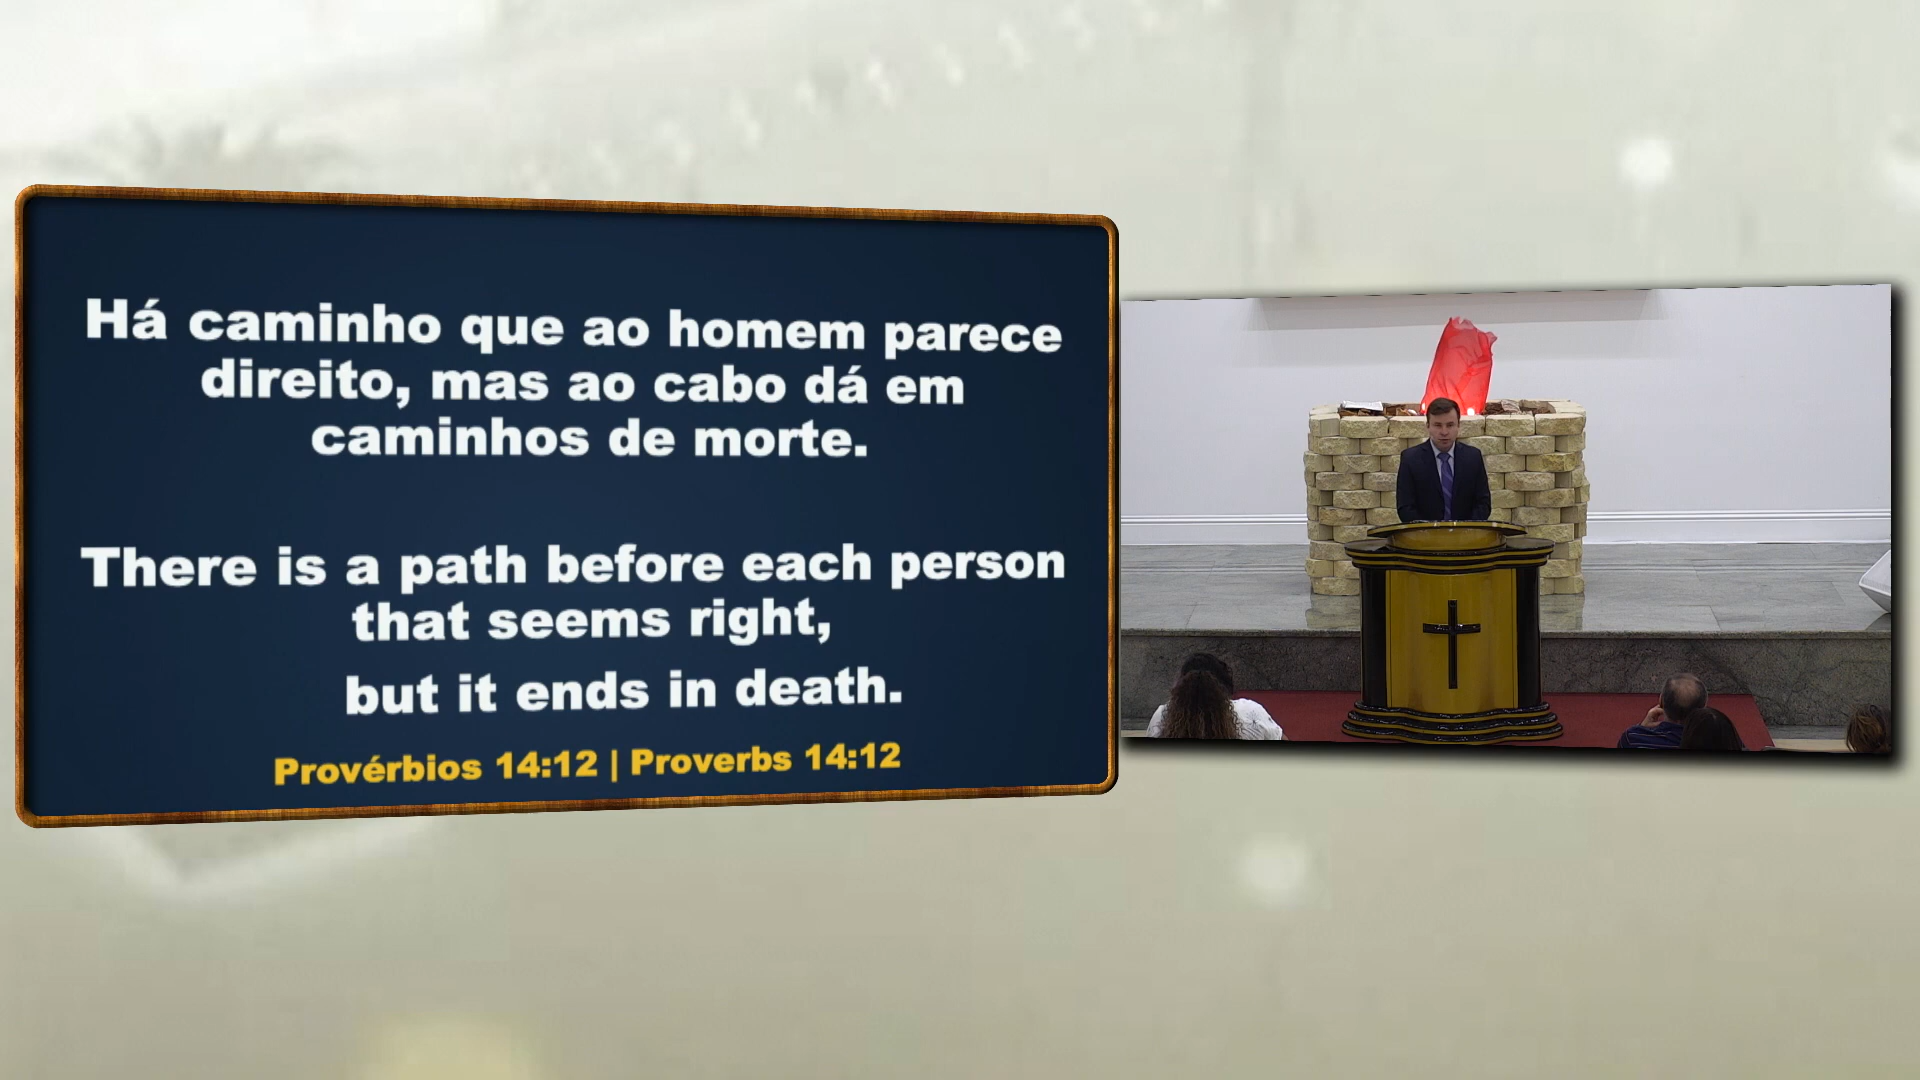 Há caminho que ao homem parece
direito, mas ao cabo dá em
caminhos de morte.
There is a path before each person
that seems right,
but it ends in death.
Provérbios 14:12 | Proverbs 14:12